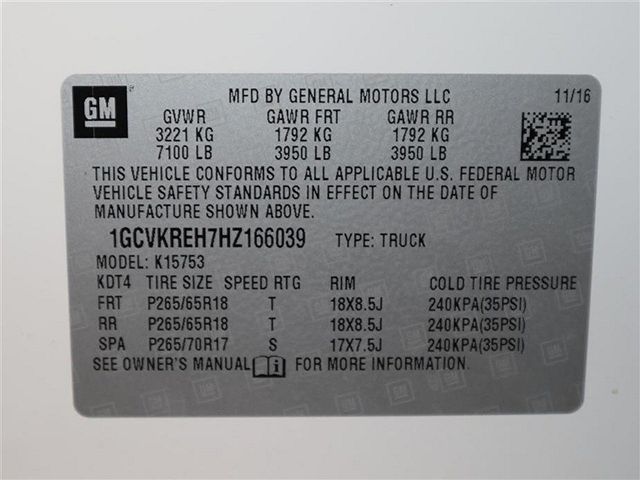 GM
MFD BY GENERAL MOTORS LLC 11/16
GVWR GAWR FRT GAWR RR
3221 KG 1792 KG 1792 KG
7100 LB 3950 LB 3950 LB
THIS VEHICLE CONFORMS TO ALL APPLICABLE U.S. FEDERAL MOTOR
VEHICLE SAFETY STANDARDS IN EFFECT ON THE DATE OF
MANUFACTURE SHOWN ABOVE.
1GCVKREH7HZ166039 TYPE: TRUCK
MODEL: K15753
KDT4 TIRE SIZE SPEED RTG RIM COLD TIRE PRESSURE
FRT P265/65R18 T 18X8.5J 240KPA(35PSI)
RR P265/65R18 T 18X8.5J 240KPA(35PSI)
SPA P265/70R17 S 17X7.5J 240KPA(35PSI)
SEE OWNER'S MANUAL FOR MORE INFORMATION.